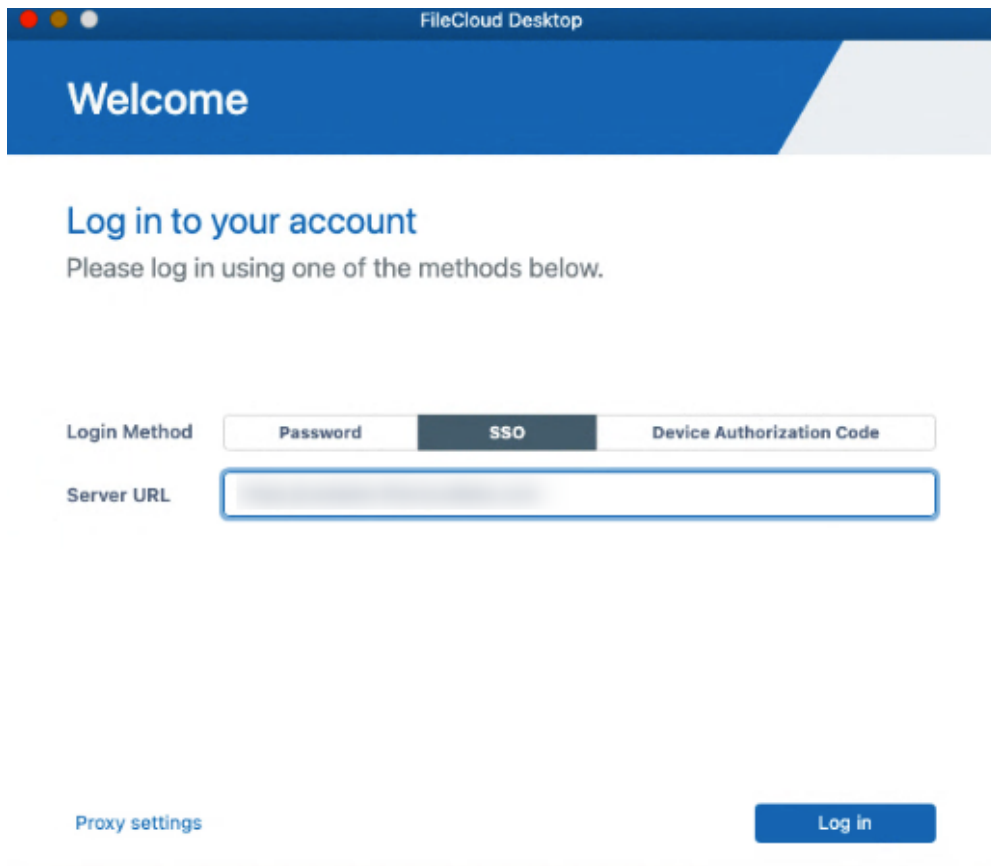 FileCloud Desktop
Welcome
Log in to your account
Please log in using one of the methods below.
Login Method Password SSO Device Authorization Code
Server URL
Proxy settings Log in